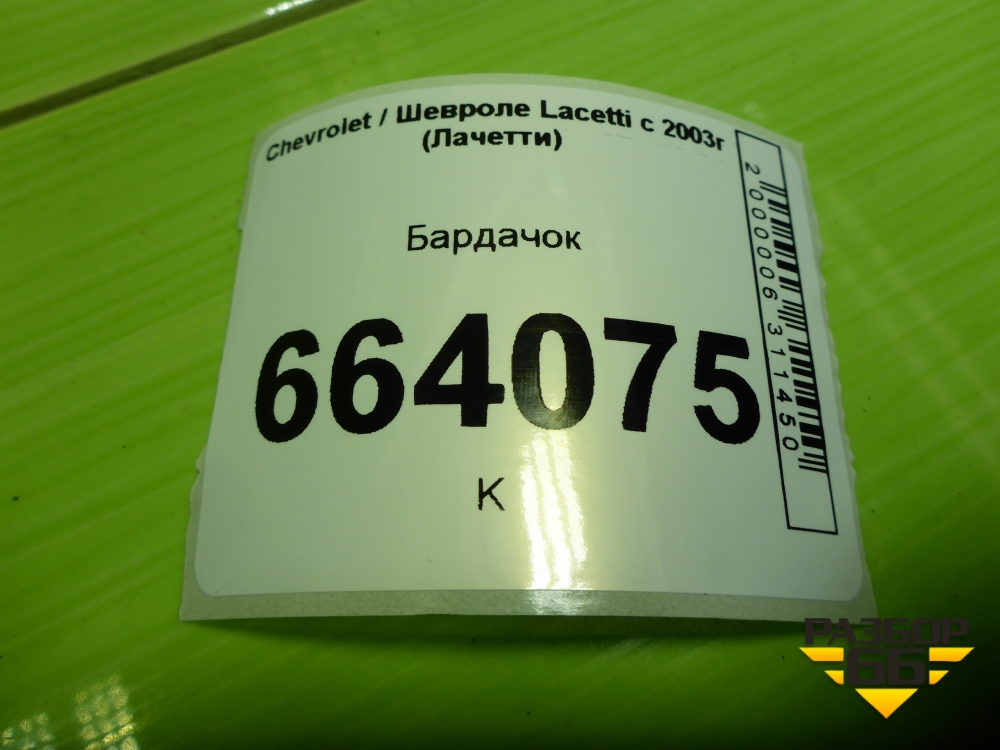 Chevrolet / Шевроле Lacetti с 2003г
(Лачетти)
Бардачок
664075
К
2000006311450
РАЗБОР
66